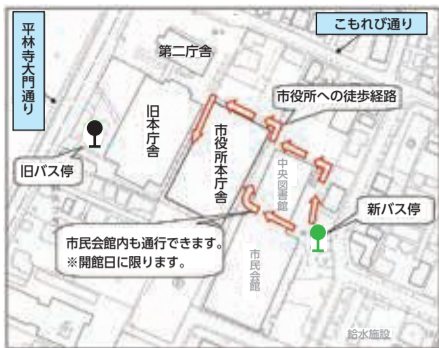 平林寺大門通り
こもれび通り
第二庁舎
市役所への徒歩経路
旧本庁舎
市役所本庁舎
中央図書館
旧バス停
新バス停
市民会館内も通行できます。
※開館日に限ります。
市民会館
給水施設